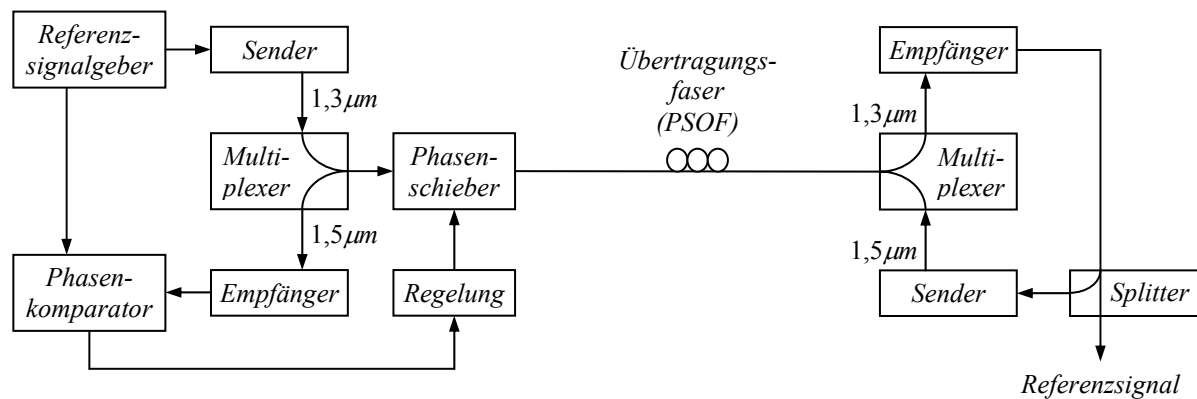 Referenz-
signalgeber
Sender
1,3 μm
Multi-
plexer
1,5 μm
Phasen-
komparator
Empfänger
Phasen-
schieber
Regelung
Übertragungs-
faser
(PSOF)
Empfänger
1,3 μm
Multi-
plexer
1,5 μm
Sender
Splitter
Referenzsignal